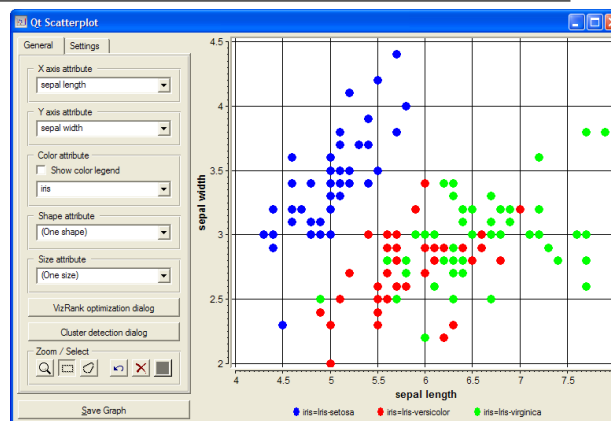 Qt Scatterplot
General
Settings
X axis attribute
sepal length
Y axis attribute
sepal width
Color attribute
Show color legend
iris
Shape attribute
(One shape)
Size attribute
(One size)
VizRank optimization dialog
Cluster detection dialog
Zoom / Select
Save Graph
4.5
4
3.5
3
2.5
2
sepal width
4
4.5
5
5.5
6
6.5
7
7.5
sepal length
iris=Iris-setosa
iris=Iris-versicolor
iris=Iris-virginica